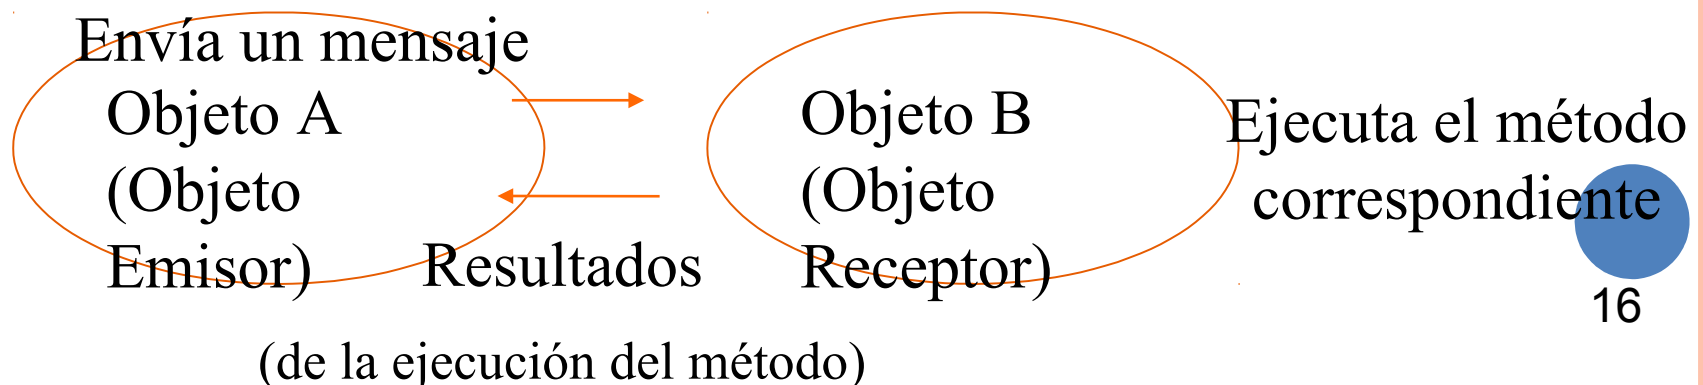 Envía un mensaje
Objeto A
(Objeto
Emisor)
Objeto B
(Objeto
Receptor)
Ejecuta el método
correspondiente
Resultados
(de la ejecución del método)
16